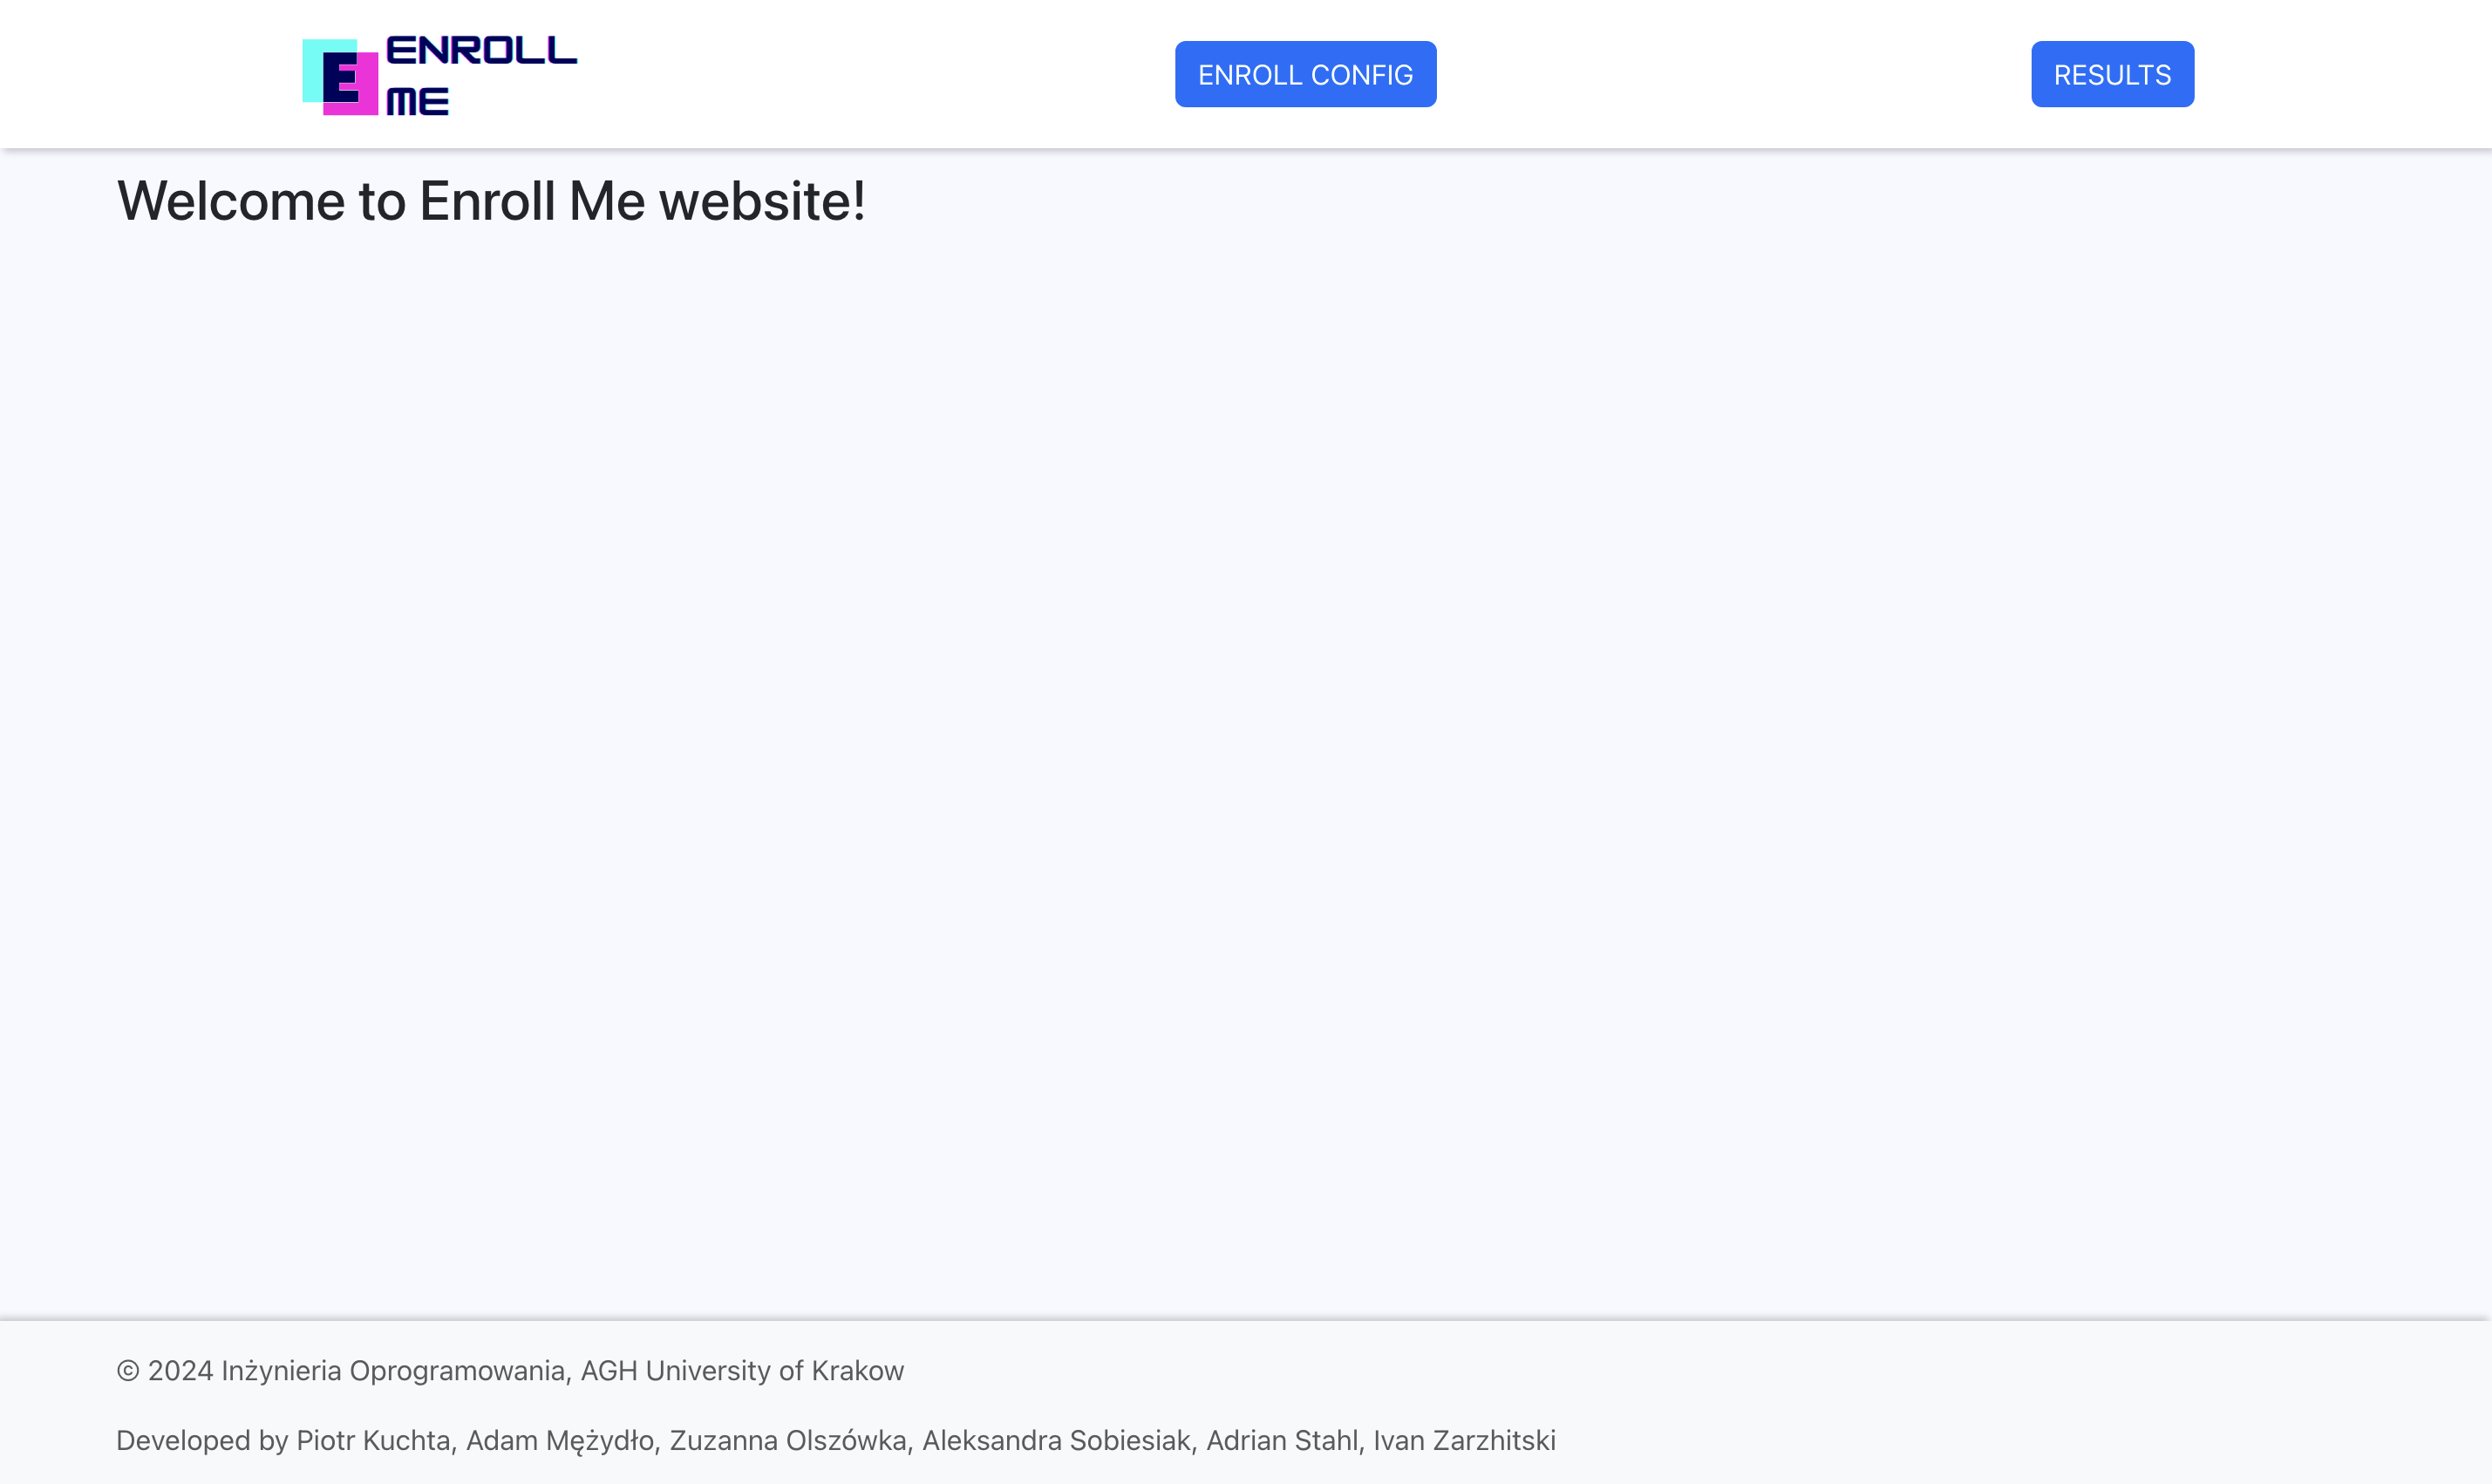 E
ENROLL
ME
ENROLL CONFIG
RESULTS
Welcome to Enroll Me website!
© 2024 Inżynieria Oprogramowania, AGH University of Krakow
Developed by Piotr Kuchta, Adam Mężydło, Zuzanna Olszówka, Aleksandra Sobiesiak, Adrian Stahl, Ivan Zarzhitski